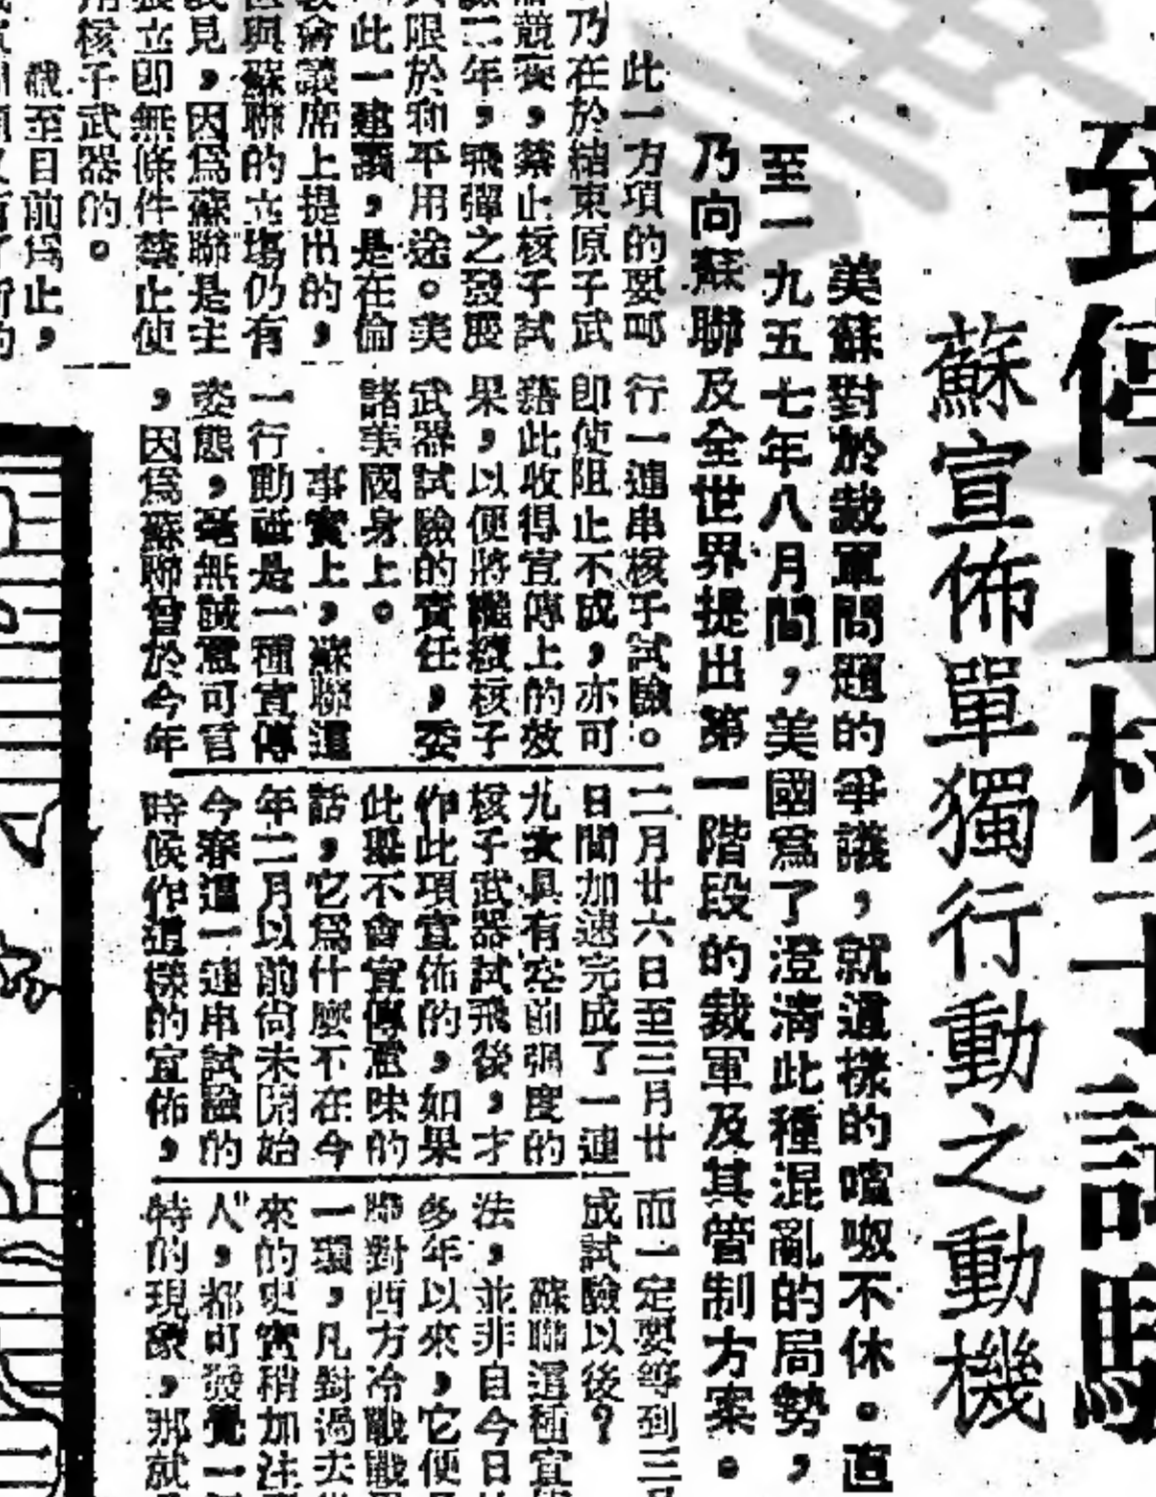 到停止核子試驗
蘇宣佈單獨行動之動機
美蘇對於裁軍問題的爭議，就這樣的喧呶不休。直
至一九五七年八月間，美國為了澄清此種混亂的局勢，
乃向蘇聯及全世界提出第一階段的裁軍及其管制方案。
此一方項的要
乃在於結束原子武
競賽，禁止核子試
二年，飛彈之發展
限於和平用途。美
此一建議，是在倫
會議席上提出的，
與蘇聯的立場仍有
見，因為蘇聯是主
立即無條件禁止使
用核子武器的。
截至目前為止，
行一連串核子試驗。
即使阻止不成，亦可
藉此收得宣傳上的效
果，以便將繼續核子
武器試驗的責任，委
諸美國身上。
事實上，蘇聯這
一行動祗是一種宣傳
姿態，毫無誠意可言
，因為蘇聯曾於今年
二月廿六日至三月廿
日間加速完成了一連
九次具有空前強度的
核子武器試飛後，才
作此項宣佈的，如果
此舉不會宣傳意味的
話，它為什麼不在今
年二月以前尚未開始
今春這一連串試驗的
時候作這樣的宣佈，
而一定要等到三月
成試驗以後？
蘇聯這種宣
法，並非自今日
多年以來，它便
聯對西方冷戰戰
一環，凡對過去
來的史實稍加注
人，都可發覺一
特的現象，那就